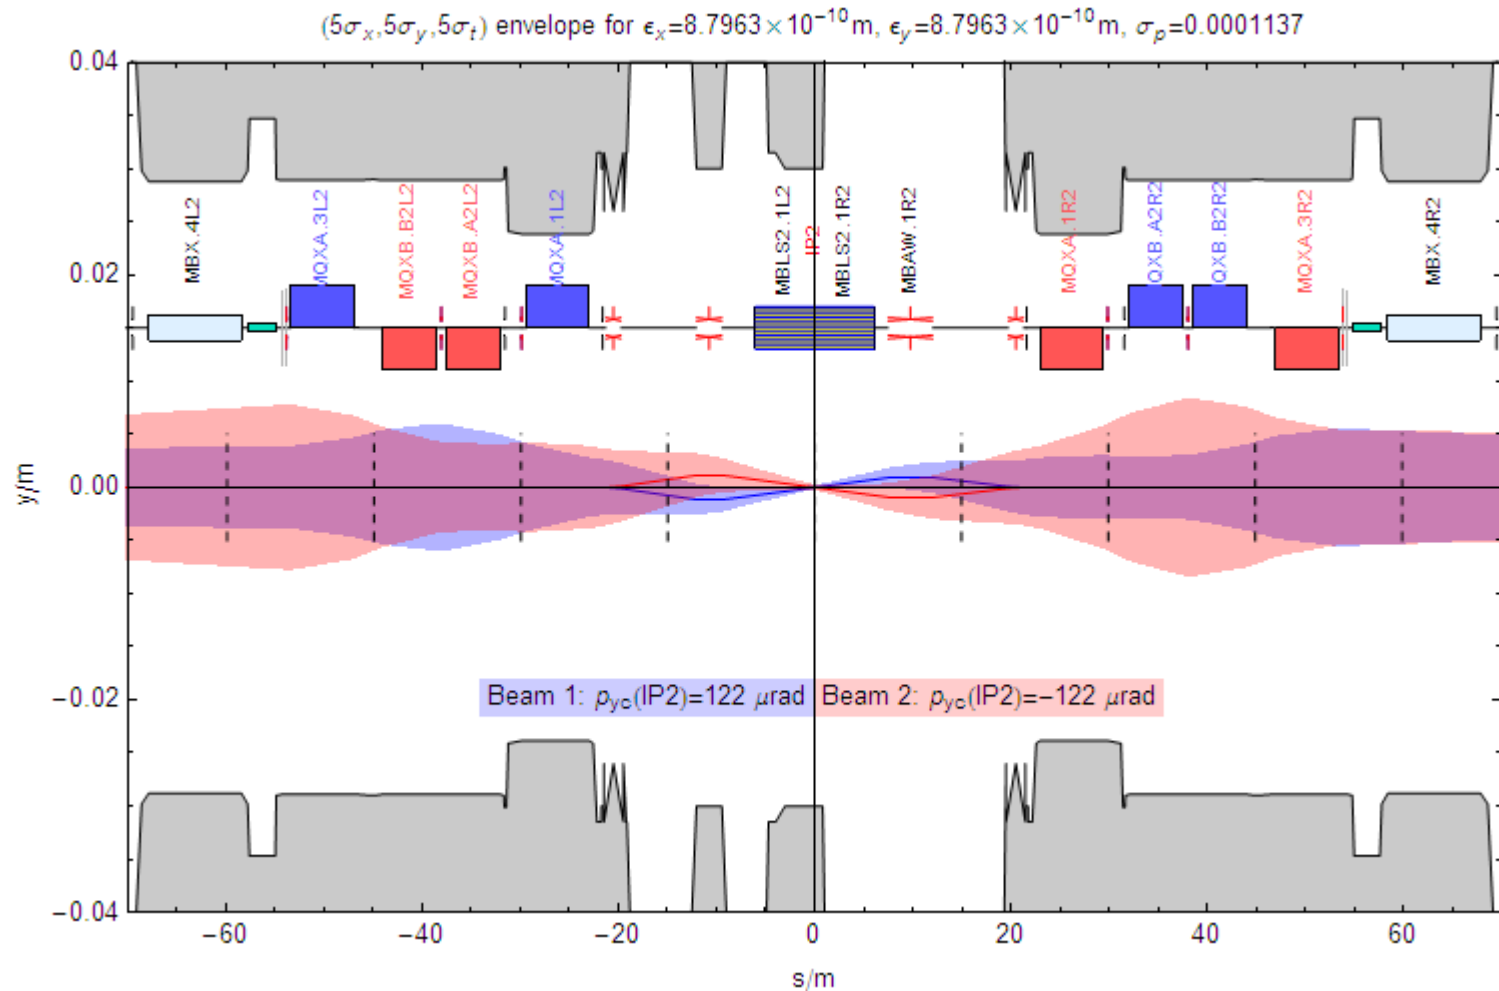 (5σx,5σy,5σt) envelope for ϵx=8.7963×10−10m, ϵy=8.7963×10−10m, σp=0.0001137
0.04
0.02
0.00
−0.02
−0.04
y/m
MBX.4L2
MQXA.3L2
MQXB.B2L2
MQXB.A2L2
MQXA.1L2
MBLS2.1L2
IP2
MBLS2.1R2
MBAW.1R2
MQXA.1R2
QXB.A2R2
QXB.B2R2
MQXA.3R2
MBX.4R2
Beam 1: pyc(IP2)=122 μrad
Beam 2: pyc(IP2)=−122 μrad
−60
−40
−20
0
20
40
60
s/m